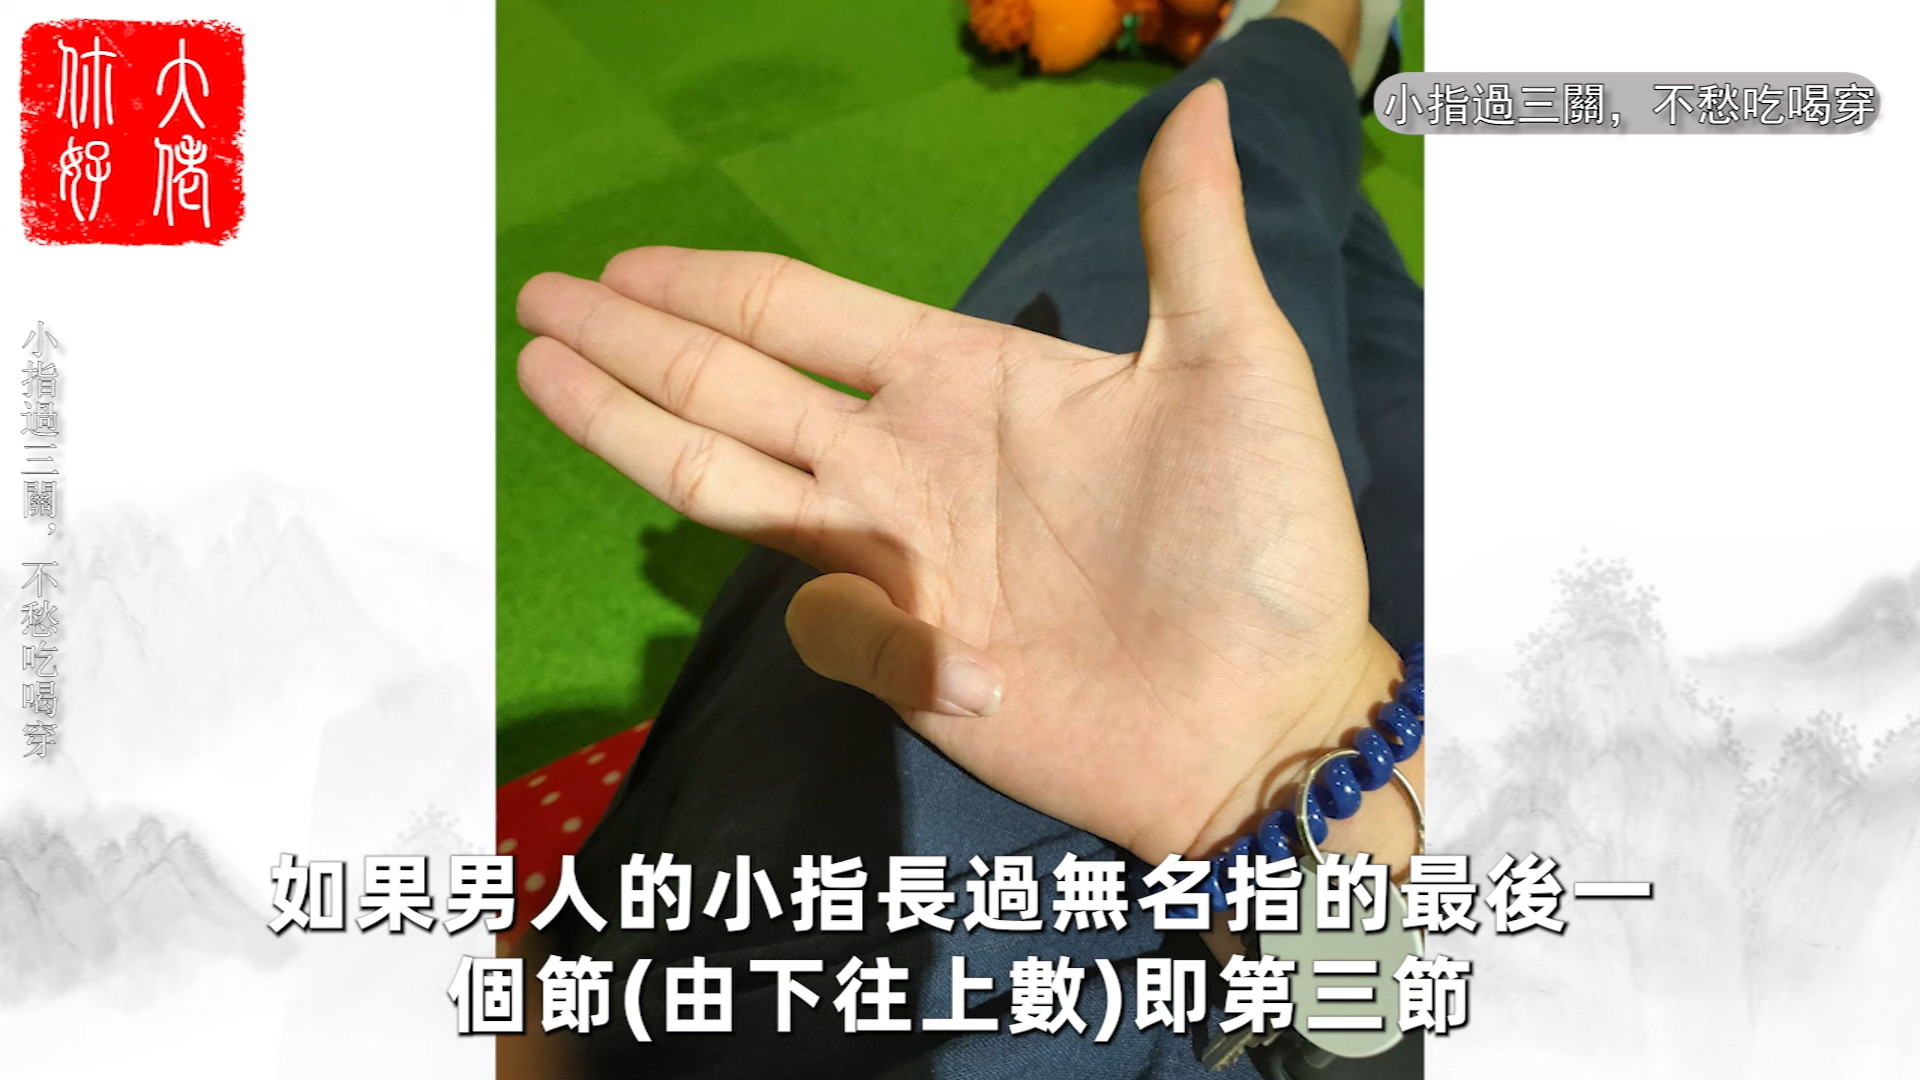 大佬
你好
小指過三關，不愁吃喝穿
小指過三關，不愁吃喝穿
如果男人的小指長過無名指的最後一
個節(由下往上數)即第三節